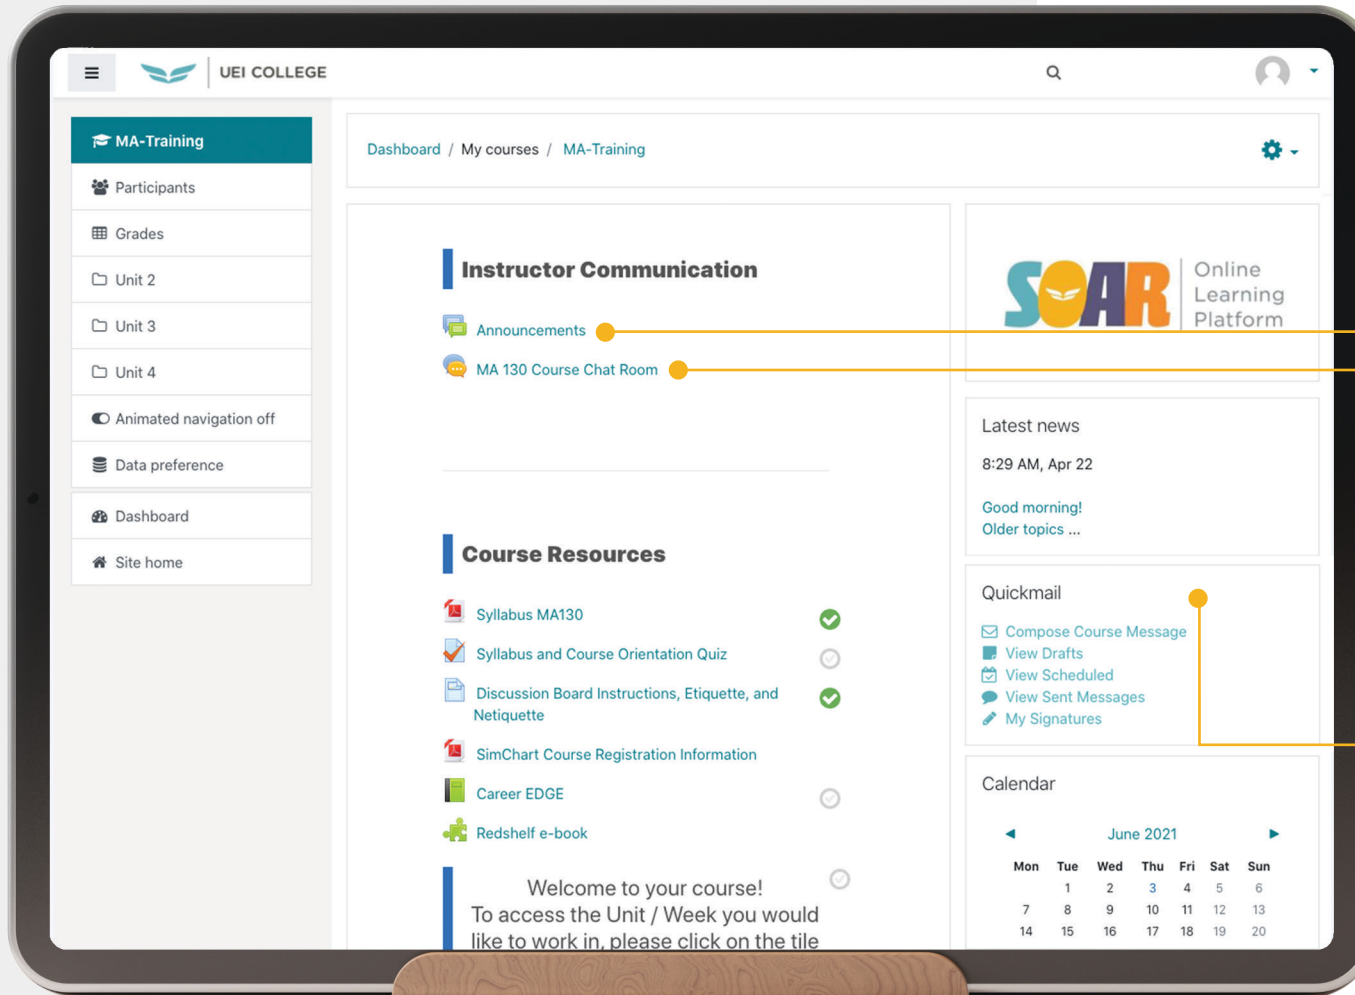 UEI COLLEGE
MA-Training
Participants
Grades
Unit 2
Unit 3
Unit 4
Animated navigation off
Data preference
Dashboard
Site home
Dashboard / My courses / MA-Training
Instructor Communication
Announcements
MA 130 Course Chat Room
Course Resources
Syllabus MA130
Syllabus and Course Orientation Quiz
Discussion Board Instructions, Etiquette, and
Netiquette
SimChart Course Registration Information
Career EDGE
Redshelf e-book
Welcome to your course!
To access the Unit / Week you would
like to work in, please click on the tile
SOAR
Online
Learning
Platform
Latest news
8:29 AM, Apr 22
Good morning!
Older topics ...
Quickmail
Compose Course Message
View Drafts
View Scheduled
View Sent Messages
My Signatures
Calendar
June 2021
Mon Tue Wed Thu Fri Sat Sun
1 2 3 4 5 6
7 8 9 10 11 12 13
14 15 16 17 18 19 20